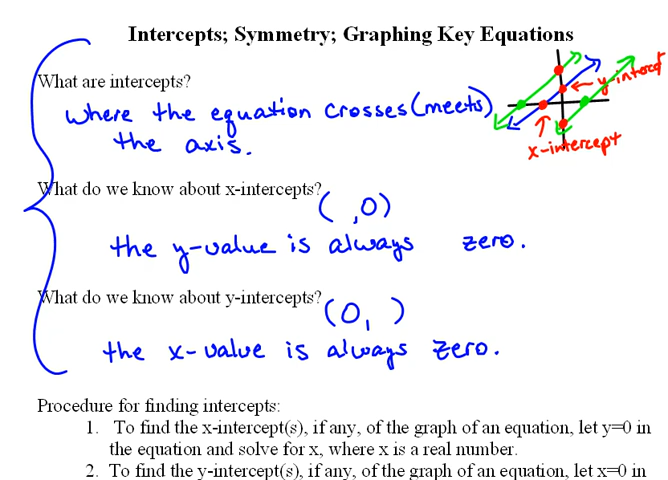 Intercepts; Symmetry; Graphing Key Equations
What are intercepts?
where the equation crosses (meets)
the axis.
y-intercept
x-intercept
What do we know about x-intercepts?
( ,0)
the y-value is always zero.
What do we know about y-intercepts?
(0, )
the x-value is always zero.
Procedure for finding intercepts:
1. To find the x-intercept(s), if any, of the graph of an equation, let y=0 in
the equation and solve for x, where x is a real number.
2. To find the y-intercept(s), if any, of the graph of an equation, let x=0 in